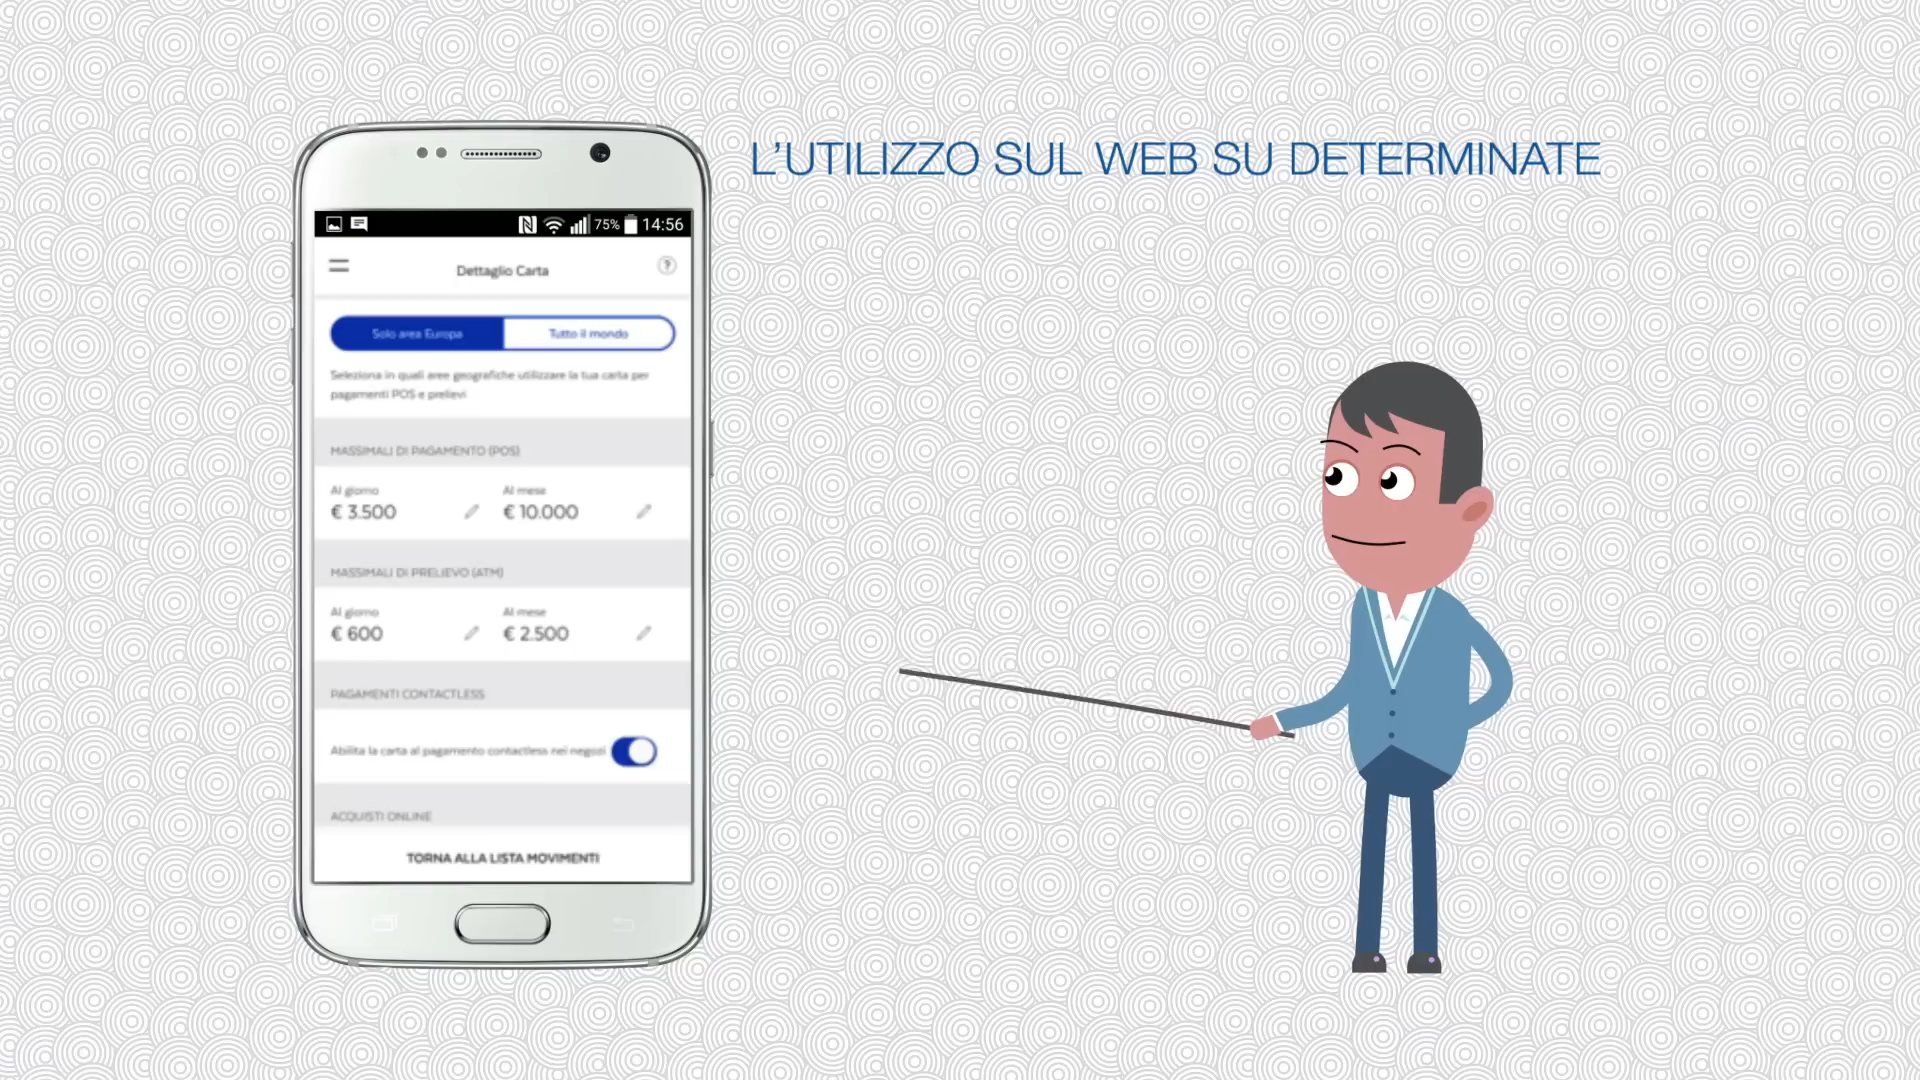 L'UTILIZZO SUL WEB SU DETERMINATE
75% 14:56
Dettaglio Carta ?
Solo area Europa Tutto il mondo
Seleziona in quali aree geografiche utilizzare la tua carta per
pagamenti POS e prelievi
MASSIMALI DI PAGAMENTO (POS)
Al giorno Al mese
€ 3.500 € 10.000
MASSIMALI DI PRELIEVO (ATM)
Al giorno Al mese
€ 600 € 2.500
PAGAMENTI CONTACTLESS
Abilita la carta al pagamento contactless nei negozi
ACQUISTI ONLINE
TORNA ALLA LISTA MOVIMENTI